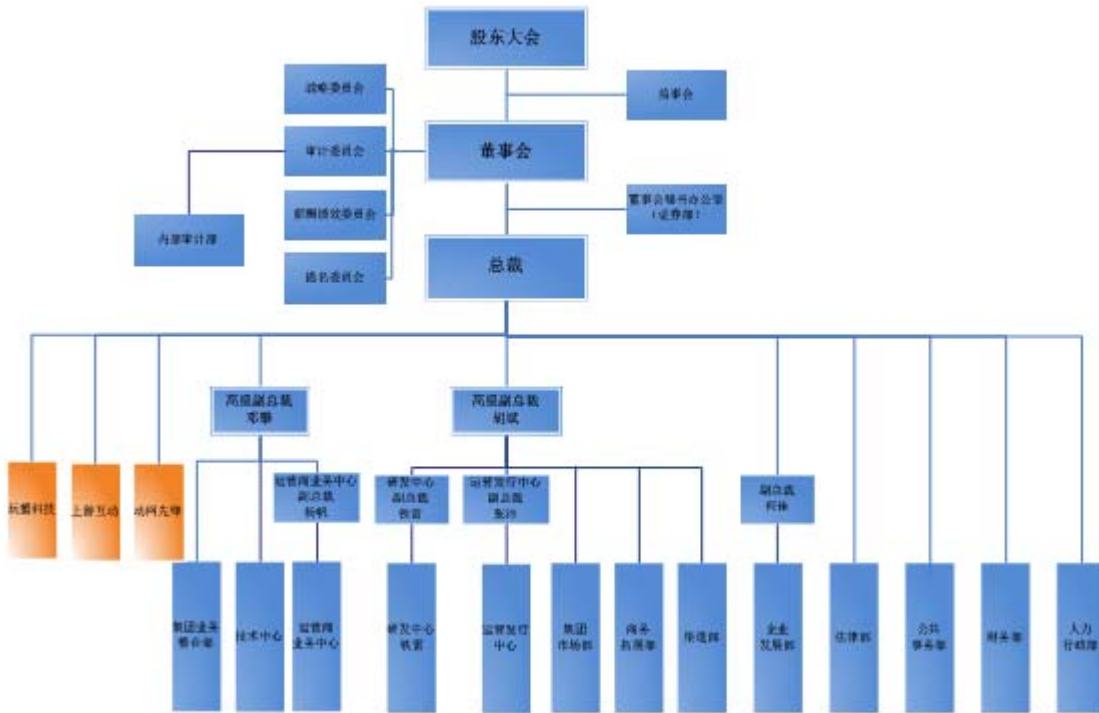 股东大会
战略委员会
监事会
审计委员会
董事会
薪酬绩效委员会
董事会秘书办公室
（证券部）
内部审计部
总裁
提名委员会
高级副总裁
邓攀
高级副总裁
胡斌
玩蟹科技
上游互动
动网先锋
运营商业务中心
副总裁
杨帆
研发中心
副总裁
运营发行中心
副总裁
副总裁
集团业务
整合部
技术中心
运营商
业务中心
研发中心
运营发行
中心
集团
市场部
商务
拓展部
渠道部
企业
发展部
法律部
公共
事务部
财务部
人力
行政部